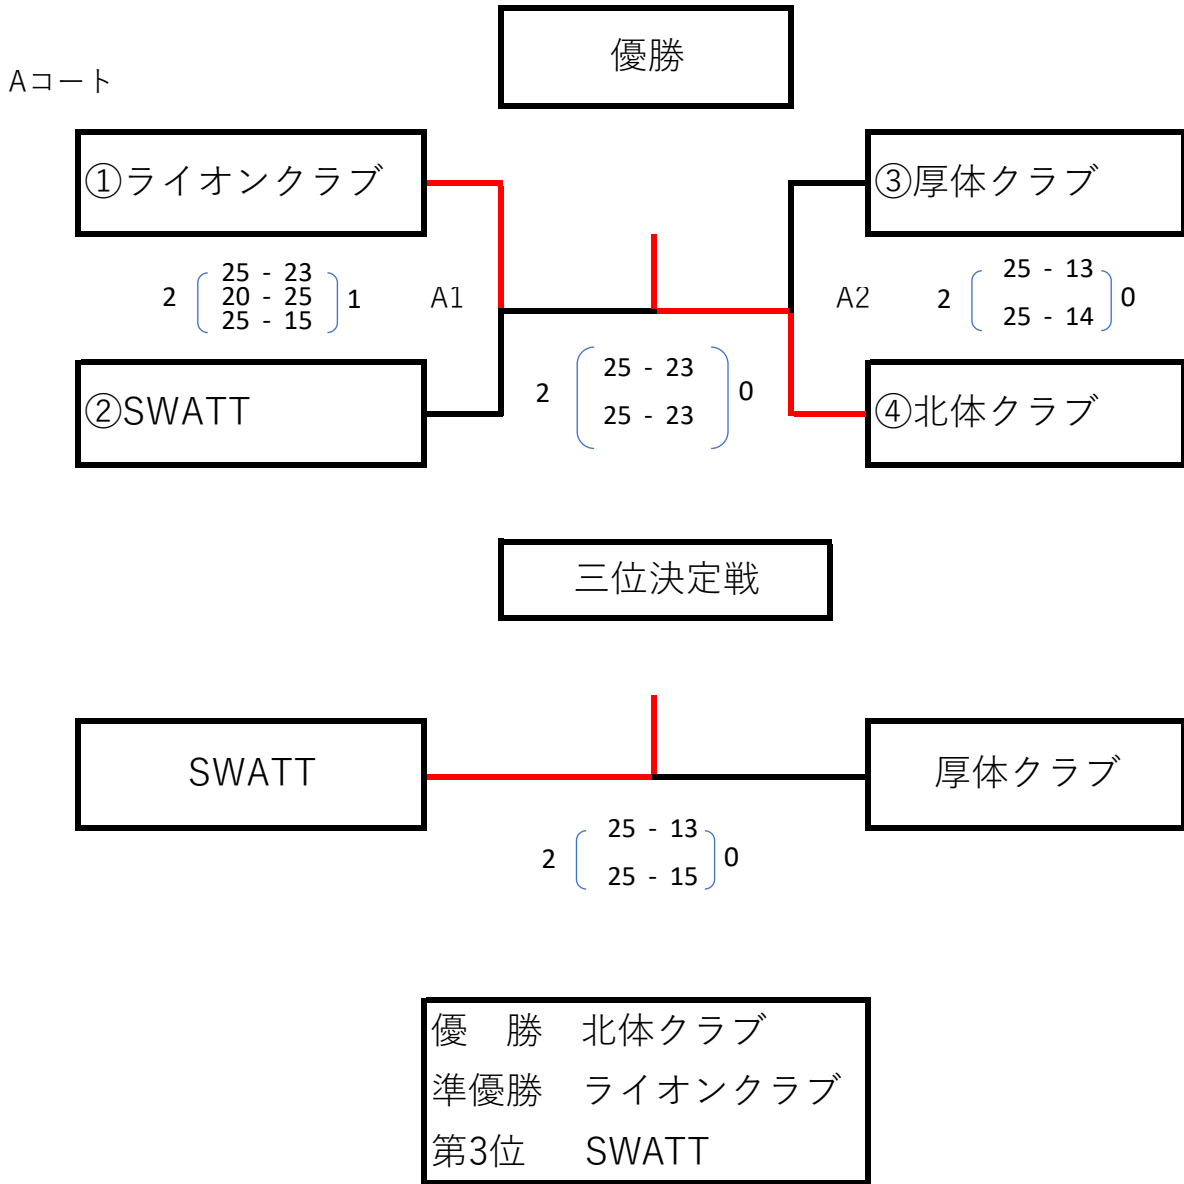 優勝
Aコート
①ライオンクラブ
③厚体クラブ
2 25 - 23 1
20 - 25
25 - 15
A1
A2
2 25 - 13 0
25 - 14
②SWATT
2 25 - 23 0
25 - 23
④北体クラブ
三位決定戦
SWATT
厚体クラブ
2 25 - 13 0
25 - 15
優　勝　北体クラブ
準優勝　ライオンクラブ
第3位　SWATT